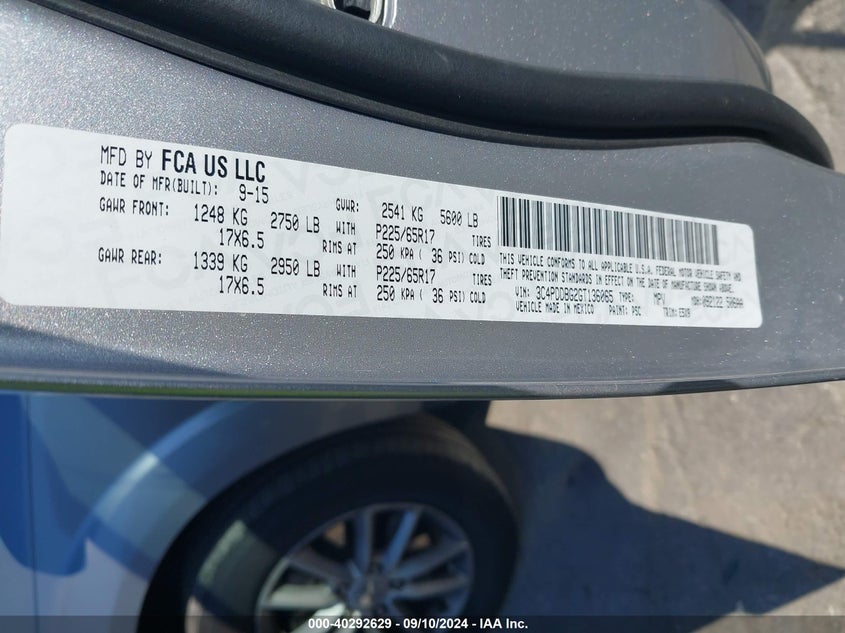 MFD BY FCA US LLC
DATE OF MFR(BUILT): 9-15 GVWR: 2541 KG 5600 LB
GAWR FRONT: 1248 KG 2750 LB WITH P225/65R17 TIRES
17X6.5 RIMS AT 250 KPA ( 36 PSI) COLD
GAWR REAR: 1339 KG 2950 LB WITH P225/65R17 TIRES
17X6.5 RIMS AT 250 KPA ( 36 PSI) COLD
THIS VEHICLE CONFORMS TO ALL APPLICABLE U.S.A. FEDERAL MOTOR VEHICLE SAFETY AND
THEFT PREVENTION STANDARDS IN EFFECT ON THE DATE OF MANUFACTURE SHOWN ABOVE.
VIN: 3C4PDDBG2GT136065 TYPE: MPV MDH:
VEHICLE MADE IN MEXICO PAINT: PSC TRIM: E5X9
000-40292629 - 09/10/2024 - IAA Inc.